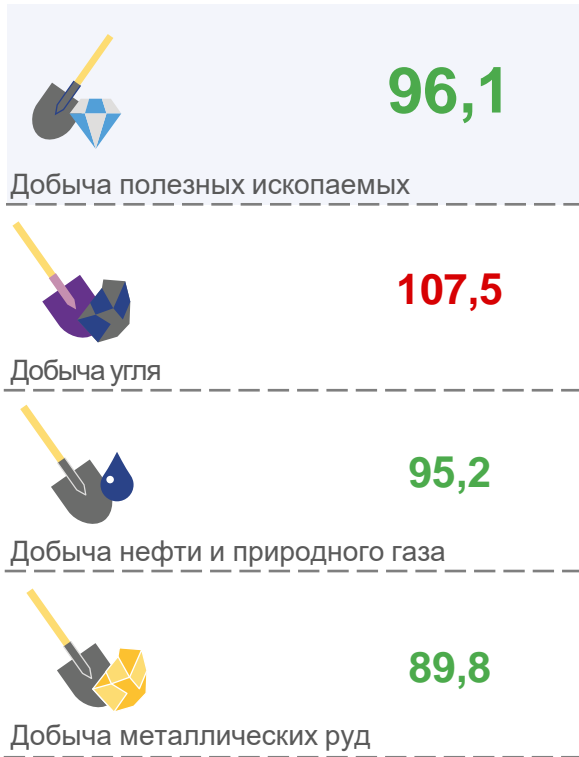 96,1
Добыча полезных ископаемых
107,5
Добыча угля
95,2
Добыча нефти и природного газа
89,8
Добыча металлических руд